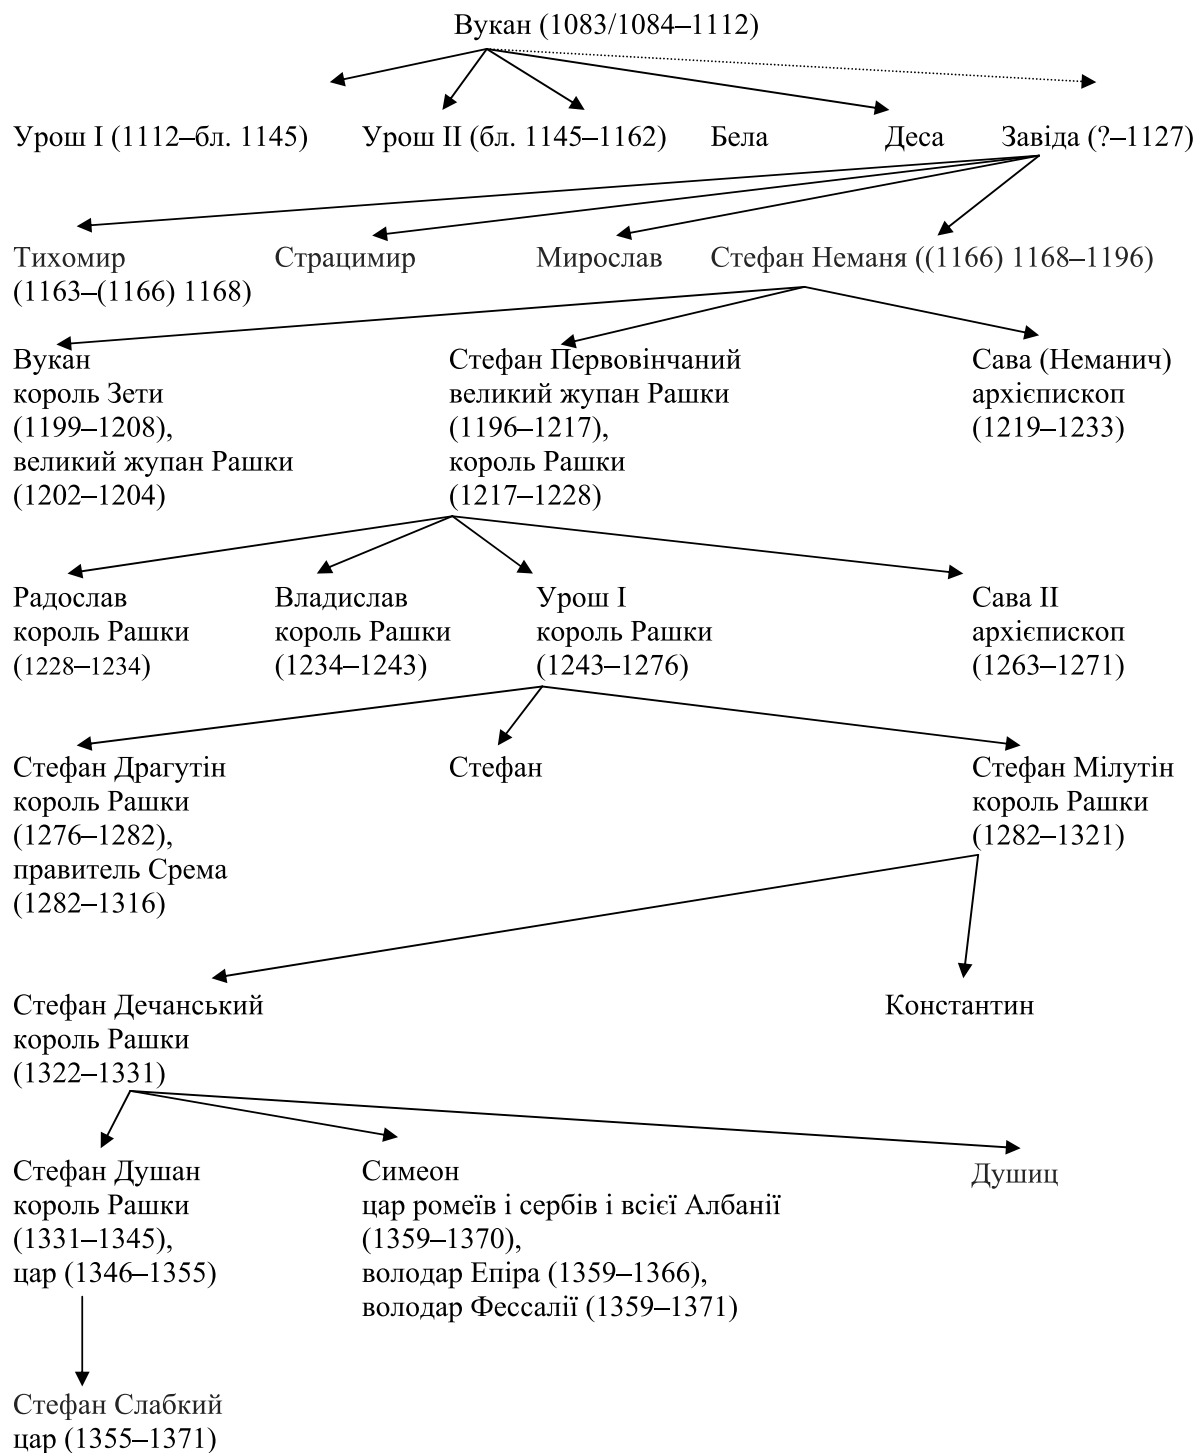 Вукан (1083/1084–1112)
Урош I (1112–бл. 1145)
Урош II (бл. 1145–1162)
Бела
Деса
Завіда (?–1127)
Тихомир
(1163–(1166) 1168)
Страцимир
Мирослав
Стефан Неманя ((1166) 1168–1196)
Вукан
король Зети
(1199–1208),
великий жупан Рашки
(1202–1204)
Стефан Первовінчаний
великий жупан Рашки
(1196–1217),
король Рашки
(1217–1228)
Сава (Неманич)
архієпископ
(1219–1233)
Радослав
король Рашки
(1228–1234)
Владислав
король Рашки
(1234–1243)
Урош I
король Рашки
(1243–1276)
Сава II
архієпископ
(1263–1271)
Стефан Драгутін
король Рашки
(1276–1282),
правитель Срема
(1282–1316)
Стефан
Стефан Мілутін
король Рашки
(1282–1321)
Стефан Дечанський
король Рашки
(1322–1331)
Константин
Стефан Душан
король Рашки
(1331–1345),
цар (1346–1355)
Симеон
цар ромеїв і сербів і всієї Албанії
(1359–1370),
володар Епіра (1359–1366),
володар Фессалії (1359–1371)
Душиц
Стефан Слабкий
цар (1355–1371)